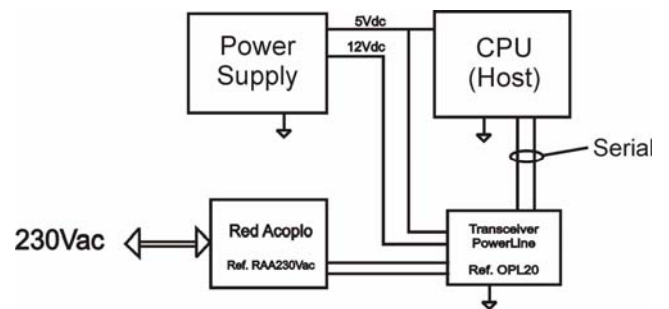 Power
Supply
5Vdc
12Vdc
CPU
(Host)
Serial
230Vac
Red Acoplo
Ref. RAA230Vac
Transceiver
PowerLine
Ref. OPL20